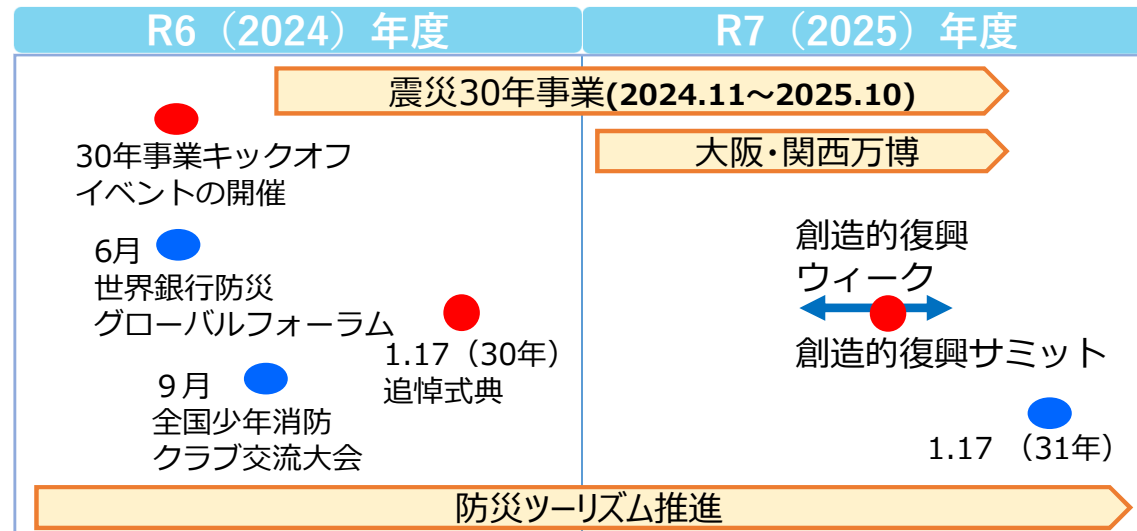 R6（2024）年度
R7（2025）年度
震災30年事業(2024.11～2025.10)
大阪・関西万博
30年事業キックオフ
イベントの開催
6月
世界銀行防災
グローバルフォーラム
1.17（30年）
追悼式典
９月
全国少年消防
クラブ交流大会
創造的復興
ウィーク
創造的復興サミット
1.17 （31年）
防災ツーリズム推進